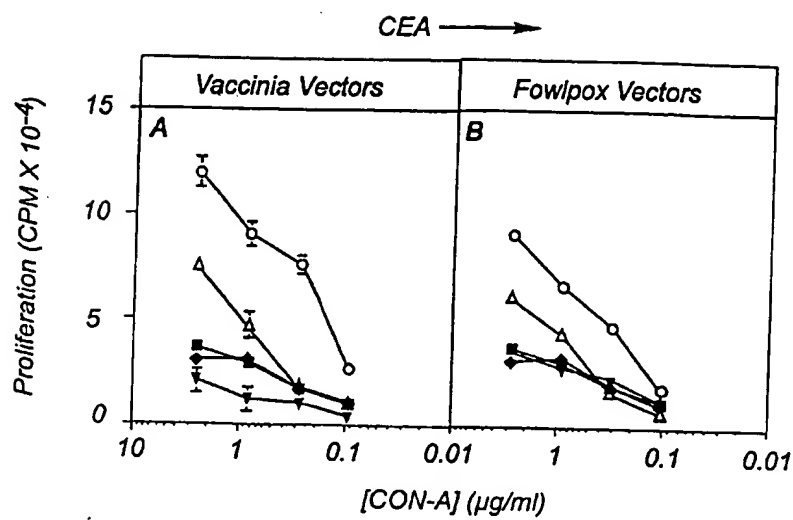 CEA
Vaccinia Vectors
Fowlpox Vectors
A
B
Proliferation (CPM X 10-4)
15
10
5
0
10
1
0.1
0.01
1
0.1
0.01
[CON-A] (µg/ml)